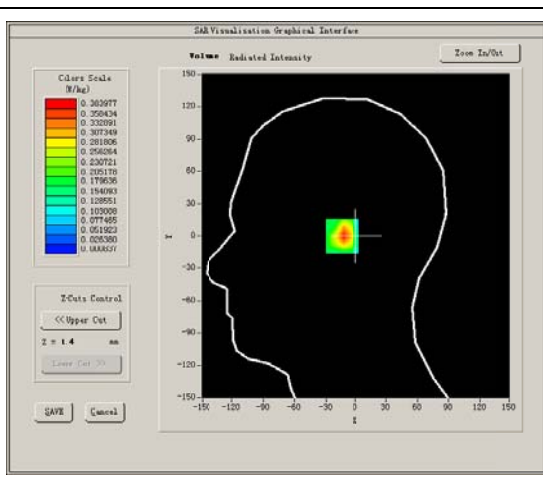 SAR Visualisation Graphical Interface
Volume Radiated Intensity
Zoom In/Out
Colors Scale
(W/kg)
0.383977
0.358434
0.332891
0.307349
0.281806
0.256264
0.230721
0.205178
0.179636
0.154093
0.128551
0.103008
0.077465
0.051923
0.026380
0.000837
150
120
90
60
30
0
-30
-60
-90
-120
-150
Y
-150 -120 -90 -60 -30 0 30 60 90 120 150
X
Z-Cuts Control
<< Upper Cut
Z = 1.4 mm
Lower Cut >>
SAVE Cancel